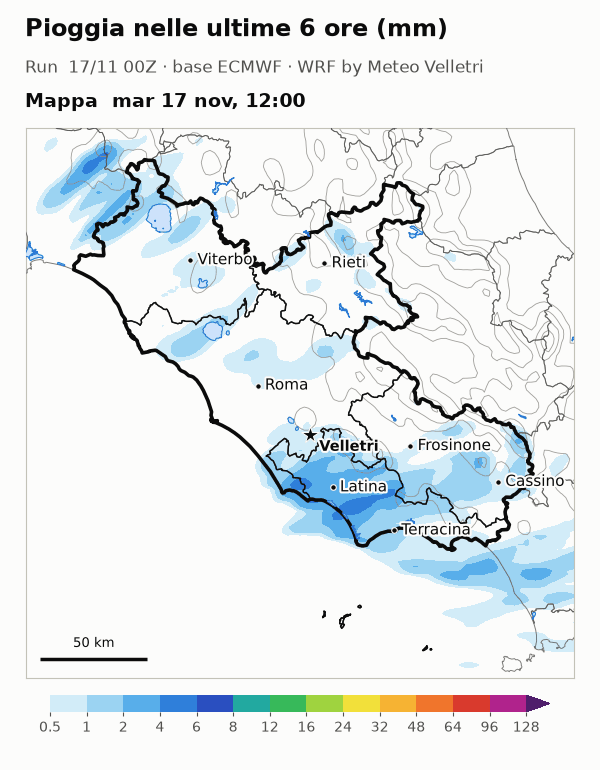 Pioggia nelle ultime 6 ore (mm)
Run 17/11 00Z · base ECMWF · WRF by Meteo Velletri
Mappa mar 17 nov, 12:00
Viterbo
Rieti
Roma
Velletri
Frosinone
Latina
Cassino
Terracina
50 km
0.5 1 2 4 6 8 12 16 24 32 48 64 96 128